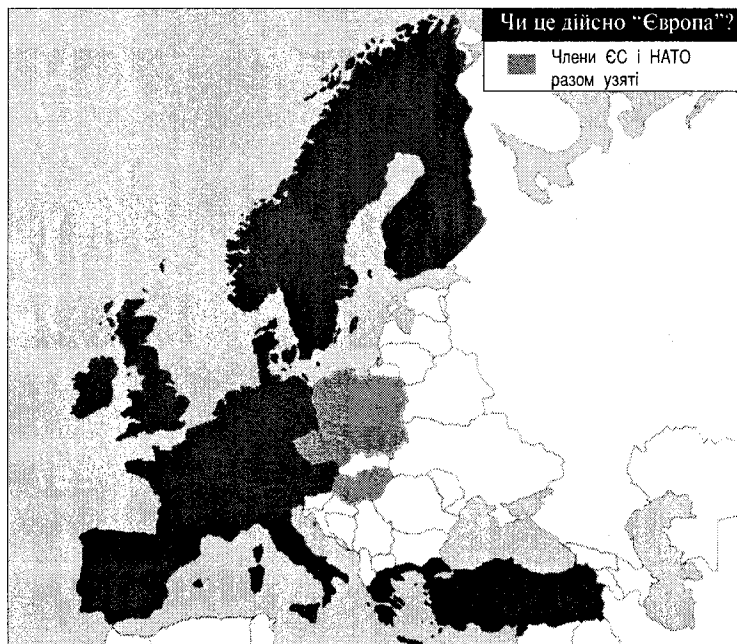 Чи це дійсно “Європа”?
Члени ЄС і НАТО
разом узяті